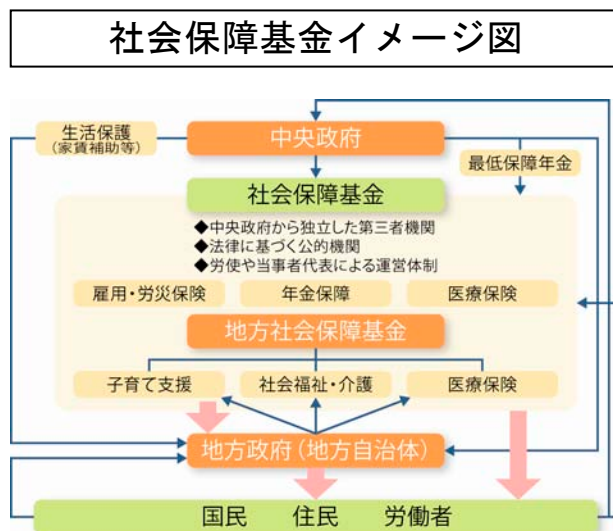 社会保障基金イメージ図
生活保護
(家賃補助等)
中央政府
最低保障年金
社会保障基金
◆中央政府から独立した第三者機関
◆法律に基づく公的機関
◆労使や当事者代表による運営体制
雇用・労災保険
年金保障
医療保険
地方社会保障基金
子育て支援
社会福祉・介護
医療保険
地方政府(地方自治体)
国民 住民 労働者